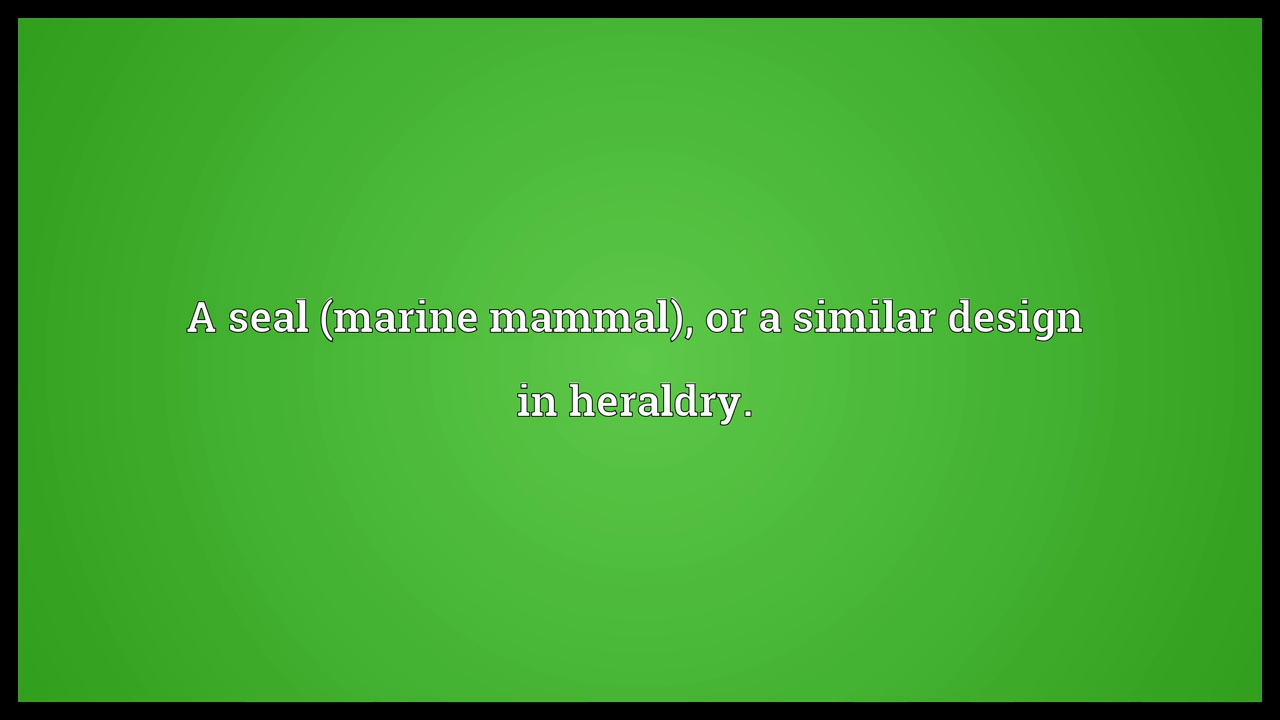 A seal (marine mammal), or a similar design
in heraldry.